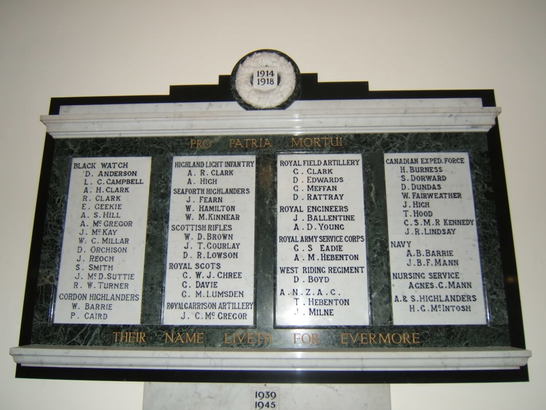 1914
1918
PRO PATRIA MORTUI
BLACK WATCH
D. ANDERSON
L. C. CAMPBELL
A. H. CLARK
R. CLARK
E. GEEKIE
A. S. HILL
A. Mc GREGOR
J. McKAY
W. C. MILLAR
D. ORCHISON
J. REOCH
S. SMITH
J. Mc D. SUTTIE
R. W. TURNER
GORDON HIGHLANDERS
W. BARRIE
P. CAIRD
HIGHLAND LIGHT INFANTRY
A. R. CLARK
A. HIGH
SEAFORTH HIGHLANDERS
J. FEARN
W. HAMILTON
W. M. KINNEAR
SCOTTISH RIFLES
W. D. BROWN
J. T. GOURLAY
D. R. LOWSON
ROYAL SCOTS
G. W. J. CHREE
C. DAVIE
C. M. LUMSDEN
ROYAL GARRISON ARTILLERY
J. C. Mc GREGOR
ROYAL FIELD ARTILLERY
C. CLARK
D. EDWARDS
C. MEFFAN
D. RATTRAY
ROYAL ENGINEERS
J. BALLENTINE
A. D. YOUNG
ROYAL ARMY SERVICE CORPS
G. S EADIE
A. M. HEBENTON
WEST RIDING REGIMENT
D. BOYD
A. N. Z. A. C.
T. HEBENTON
J. MILNE
CANADIAN EXPED. FORCE
H. BURNESS
S. DORWARD
D. DUNDAS
W. FAIRWEATHER
J. HIGH
T. HOOD
C. S. M. R KENNEDY
J. R. LINDSAY
NAVY
A. B. BARRIE
J. B. F. MANN
NURSING SERVICE
AGNES. C. MANN
A. & S. HIGHLANDERS
H. G. McINTOSH
THEIR NAME LIVETH FOR EVERMORE
1939
1945